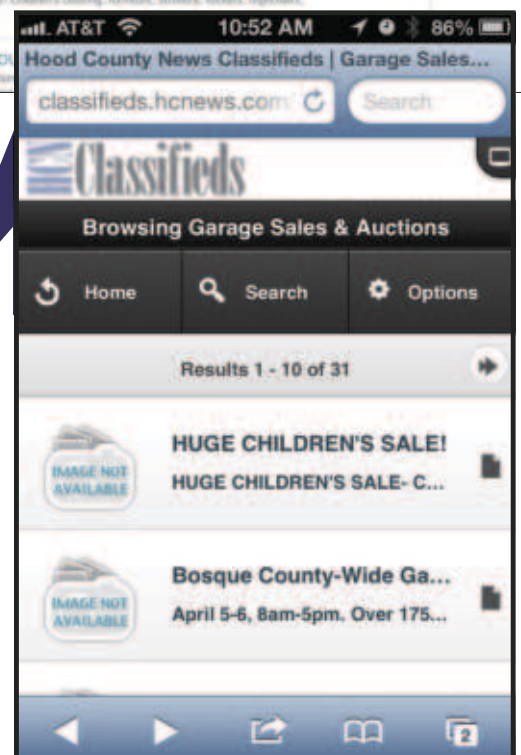 AT&T 10:52 AM 86%
Hood County News Classifieds | Garage Sales...
classifieds.hcnews.com Search
HCN Classifieds
Browsing Garage Sales & Auctions
Home Search Options
Results 1 - 10 of 31
HUGE CHILDREN'S SALE!
IMAGE NOT AVAILABLE
HUGE CHILDREN'S SALE- C...
Bosque County-Wide Ga...
IMAGE NOT AVAILABLE
April 5-6, 8am-5pm. Over 175...
2